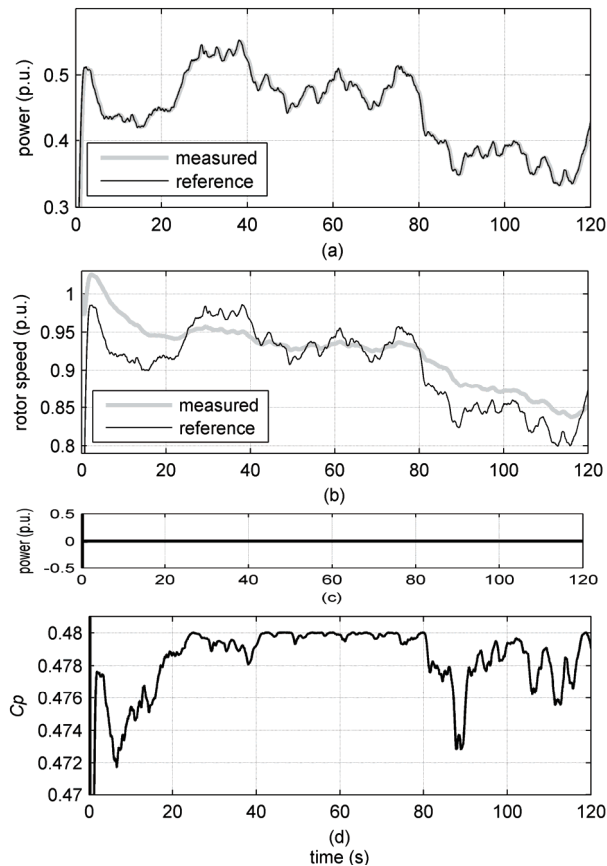 power (p.u.)
0.5
0.4
0.3
measured
reference
0 20 40 60 80 100 120
(a)
rotor speed (p.u.)
1
0.95
0.9
0.85
0.8
measured
reference
0 20 40 60 80 100 120
(b)
power (p.u.)
0.5
0
-0.5
0 20 40 60 80 100 120
(c)
Cp
0.48
0.478
0.476
0.474
0.472
0.47
0 20 40 60 80 100 120
(d)
time (s)